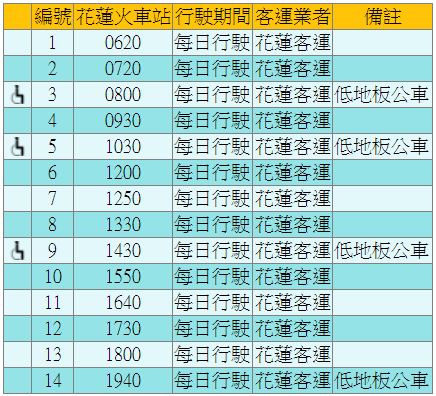 編號 花蓮火車站 行駛期間 客運業者 備註
1 0620 每日行駛 花蓮客運
2 0720 每日行駛 花蓮客運
3 0800 每日行駛 花蓮客運 低地板公車
4 0930 每日行駛 花蓮客運
5 1030 每日行駛 花蓮客運 低地板公車
6 1200 每日行駛 花蓮客運
7 1250 每日行駛 花蓮客運
8 1330 每日行駛 花蓮客運
9 1430 每日行駛 花蓮客運 低地板公車
10 1550 每日行駛 花蓮客運
11 1640 每日行駛 花蓮客運
12 1730 每日行駛 花蓮客運
13 1800 每日行駛 花蓮客運
14 1940 每日行駛 花蓮客運 低地板公車